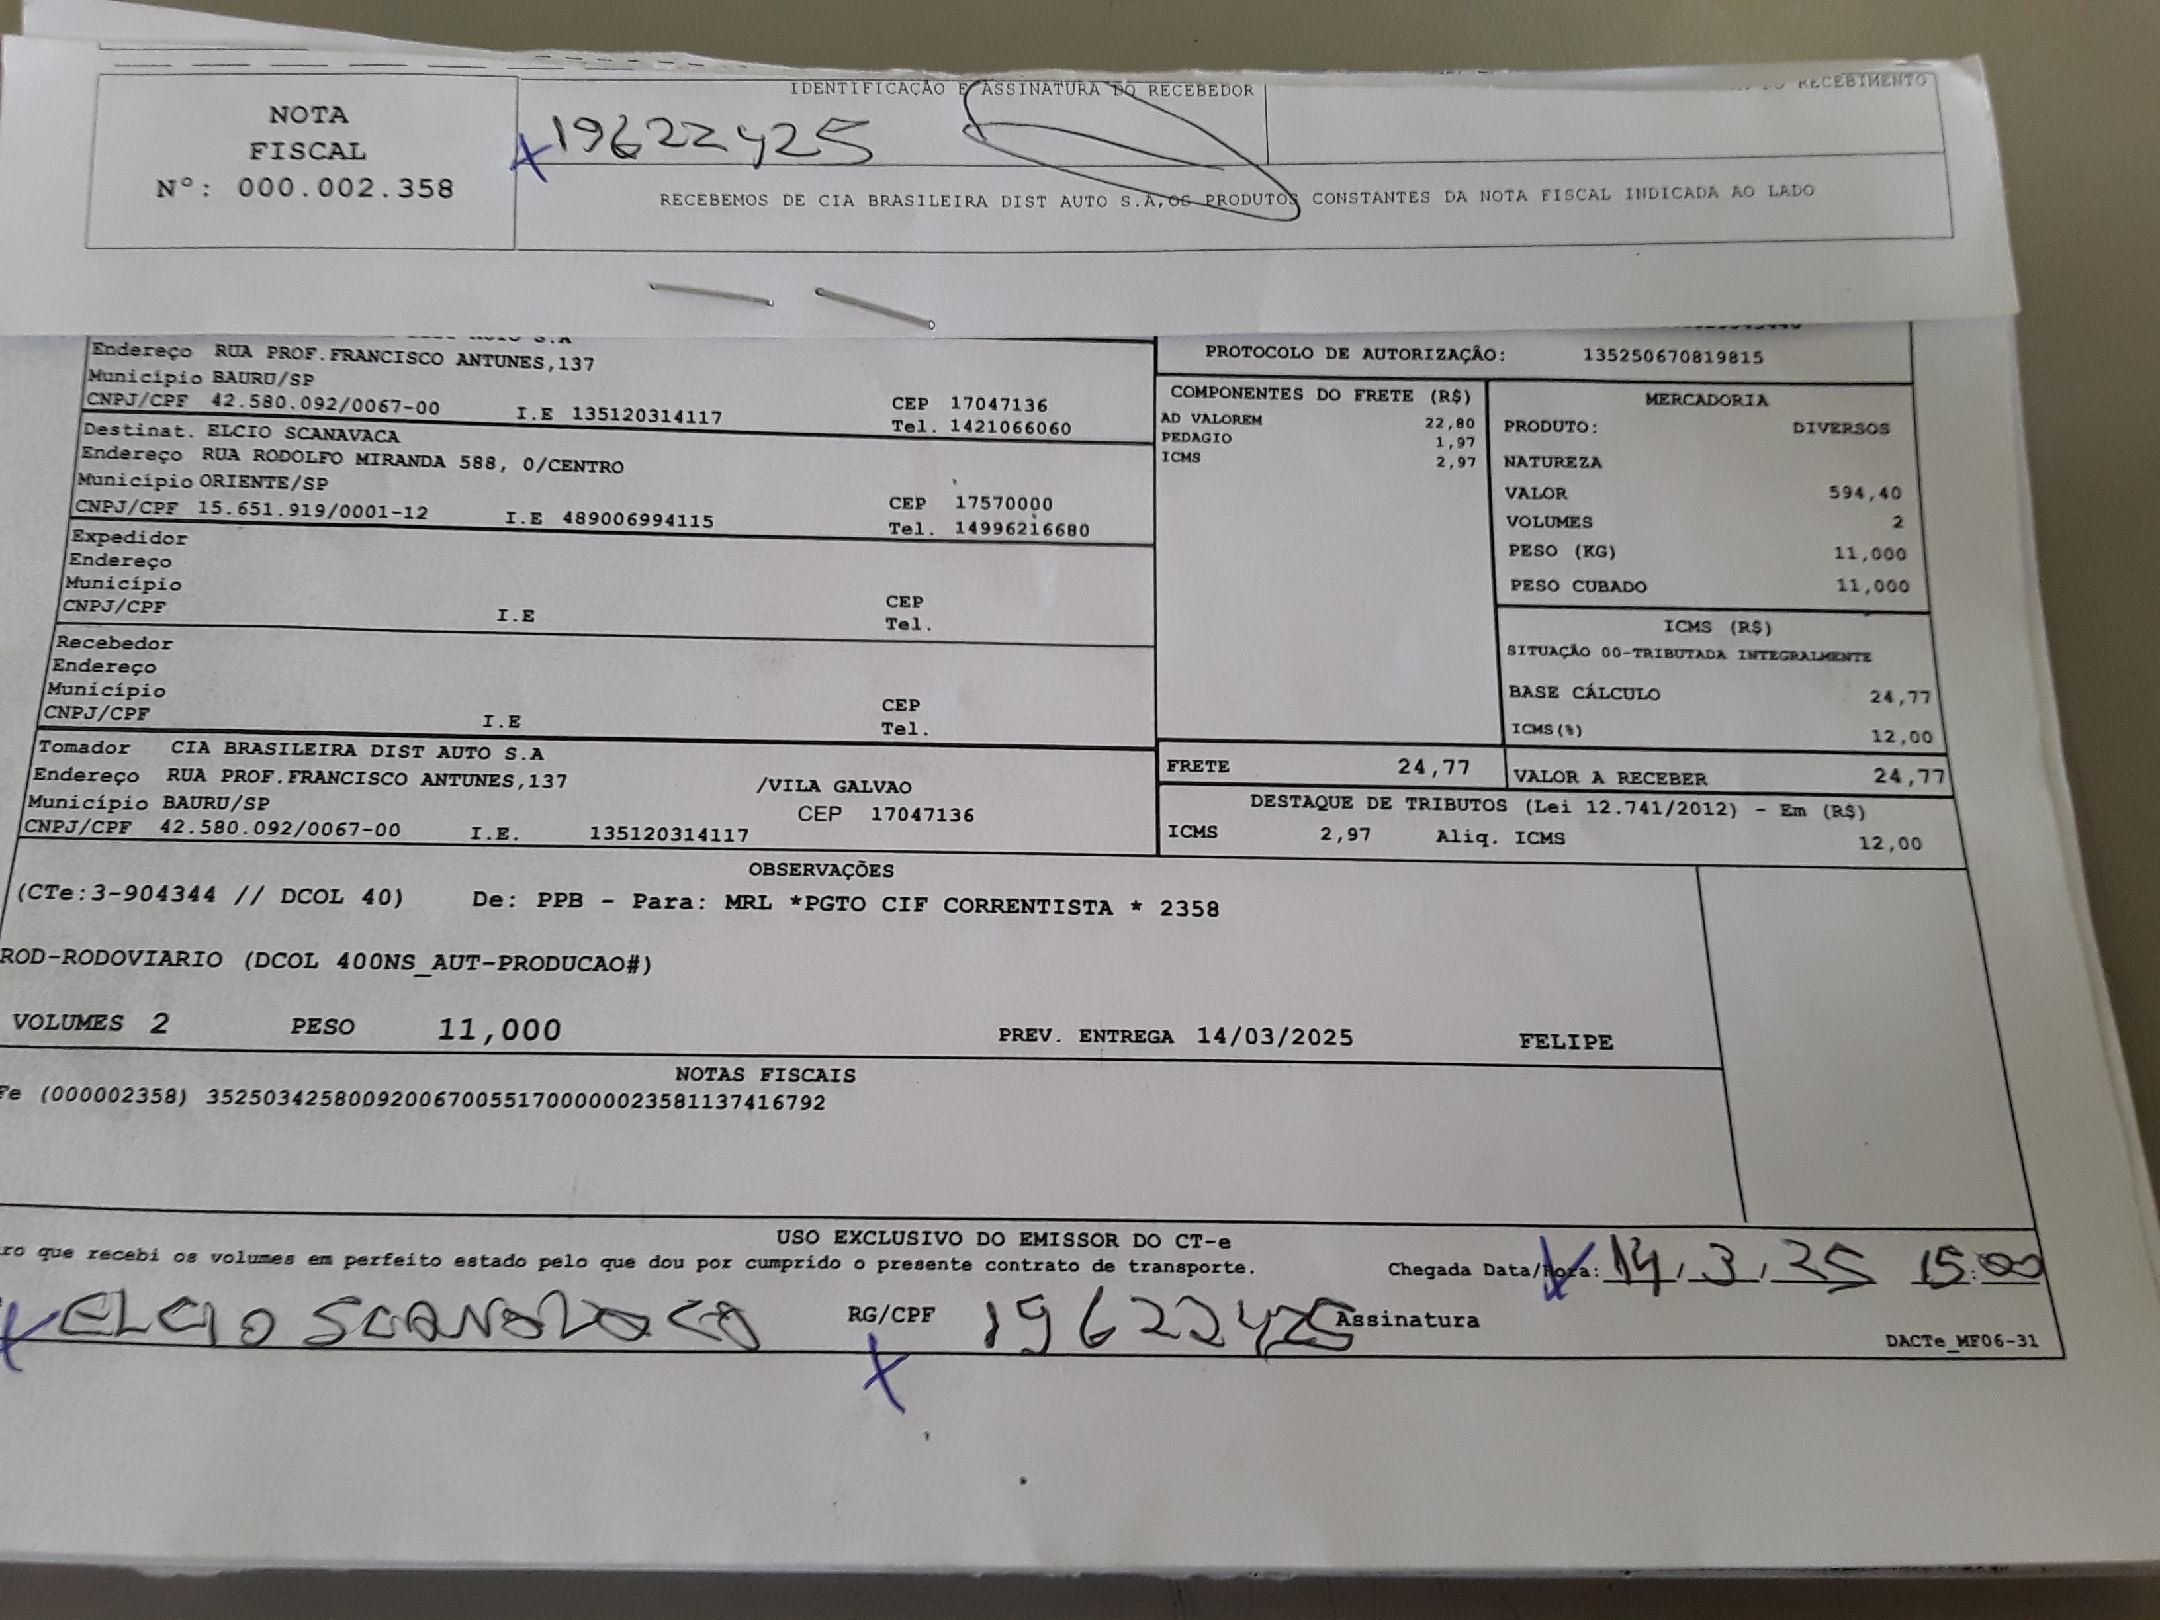 IDENTIFICAÇÃO E ASSINATURA DO RECEBEDOR
RECEBIMENTO
NOTA
FISCAL
Nº: 000.002.358
19622425
RECEBEMOS DE CIA BRASILEIRA DIST AUTO S.A,OS PRODUTOS CONSTANTES DA NOTA FISCAL INDICADA AO LADO
S.A
Endereço RUA PROF.FRANCISCO ANTUNES,137
Município BAURU/SP
CNPJ/CPF 42.580.092/0067-00 I.E 135120314117
CEP 17047136
Tel. 1421066060
Destinat. ELCIO SCANAVACA
Endereço RUA RODOLFO MIRANDA 588, 0/CENTRO
Município ORIENTE/SP
CNPJ/CPF 15.651.919/0001-12 I.E 489006994115
CEP 17570000
Tel. 14996216680
Expedidor
Endereço
Município
CNPJ/CPF I.E
CEP
Tel.
Recebedor
Endereço
Município
CNPJ/CPF I.E
CEP
Tel.
Tomador CIA BRASILEIRA DIST AUTO S.A
Endereço RUA PROF.FRANCISCO ANTUNES,137 /VILA GALVAO
Município BAURU/SP CEP 17047136
CNPJ/CPF 42.580.092/0067-00 I.E. 135120314117
PROTOCOLO DE AUTORIZAÇÃO: 135250670819815
COMPONENTES DO FRETE (R$)
AD VALOREM 22,80
PEDAGIO 1,97
ICMS 2,97
MERCADORIA
PRODUTO: DIVERSOS
NATUREZA
VALOR 594,40
VOLUMES 2
PESO (KG) 11,000
PESO CUBADO 11,000
ICMS (R$)
SITUAÇÃO 00-TRIBUTADA INTEGRALMENTE
BASE CÁLCULO 24,77
ICMS(%) 12,00
FRETE 24,77
VALOR A RECEBER 24,77
DESTAQUE DE TRIBUTOS (Lei 12.741/2012) - Em (R$)
ICMS 2,97 Aliq. ICMS 12,00
OBSERVAÇÕES
(CTe:3-904344 // DCOL 40) De: PPB - Para: MRL *PGTO CIF CORRENTISTA * 2358
ROD-RODOVIARIO (DCOL 400NS_AUT-PRODUCAO#)
VOLUMES 2 PESO 11,000 PREV. ENTREGA 14/03/2025 FELIPE
NOTAS FISCAIS
Fe (000002358) 35250342580092006700551700000023581137416792
USO EXCLUSIVO DO EMISSOR DO CT-e
ro que recebi os volumes em perfeito estado pelo que dou por cumprido o presente contrato de transporte.
Chegada Data/Hora: 14, 3, 25 15:00
ELCIO SCANAVACA RG/CPF 19622425 Assinatura
DACTe_MF06-31